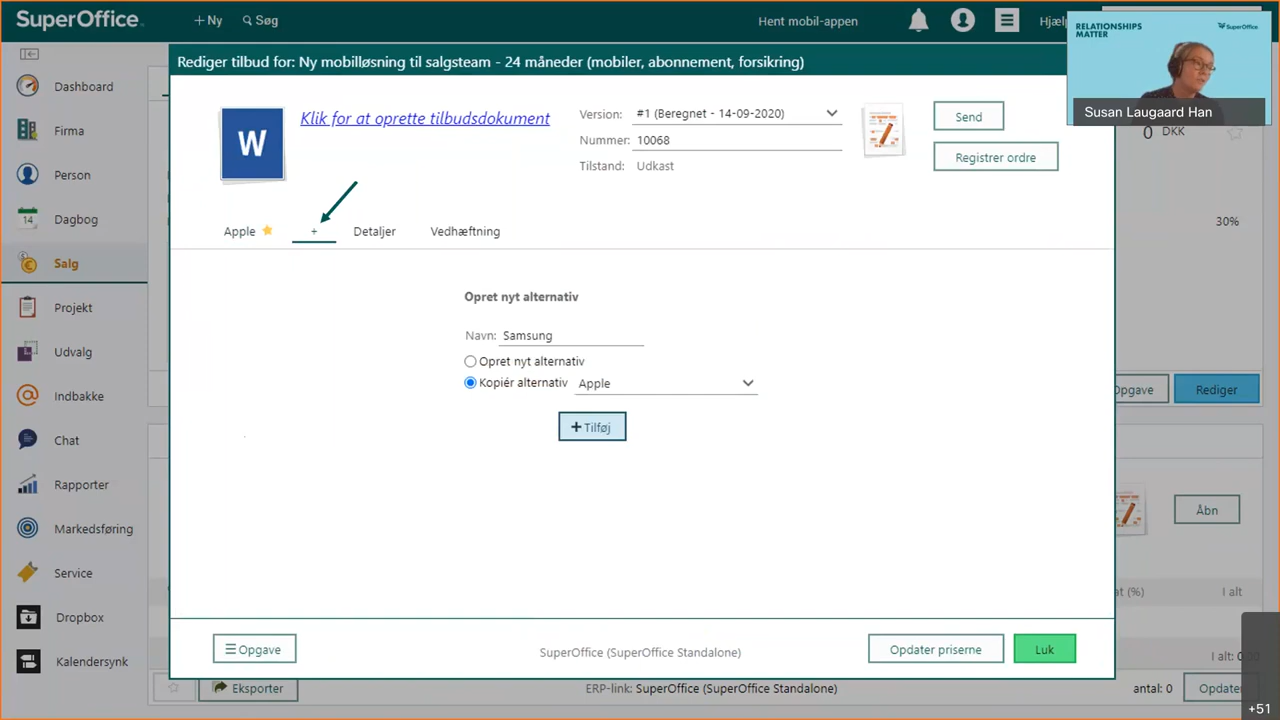 SuperOffice
+ Ny
Søg
Hent mobil-appen
Hjælp
RELATIONSHIPS
MATTER
SuperOffice
Susan Laugaard Han
Rediger tilbud for: Ny mobilløsning til salgsteam - 24 måneder (mobiler, abonnement, forsikring)
Dashboard
Firma
Person
Dagbog
14
Salg
Projekt
Udvalg
Indbakke
Chat
Rapporter
Markedsføring
Service
Dropbox
Kalendersynk
W
Klik for at oprette tilbudsdokument
Version: #1 (Beregnet - 14-09-2020)
Nummer: 10068
Tilstand: Udkast
Send
Registrer ordre
0 DKK
30%
Apple + Detaljer Vedhæftning
Opret nyt alternativ
Navn: Samsung
Opret nyt alternativ
Kopiér alternativ Apple
+ Tilføj
Opgave
Rediger
Åbn
at (%) I alt
Opgave
SuperOffice (SuperOffice Standalone)
Opdater priserne
Luk
I alt: 0
Eksporter
ERP-link: SuperOffice (SuperOffice Standalone)
antal: 0
Opdater
+51